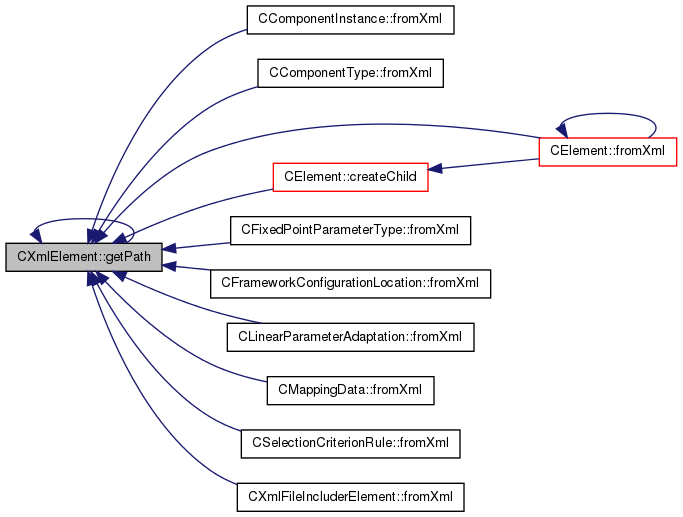 CComponentInstance::fromXml
CComponentType::fromXml
CElement::fromXml
CElement::createChild
CFixedPointParameterType::fromXml
CXmlElement::getPath
CFrameworkConfigurationLocation::fromXml
CLinearParameterAdaptation::fromXml
CMappingData::fromXml
CSelectionCriterionRule::fromXml
CXmlFileIncluderElement::fromXml